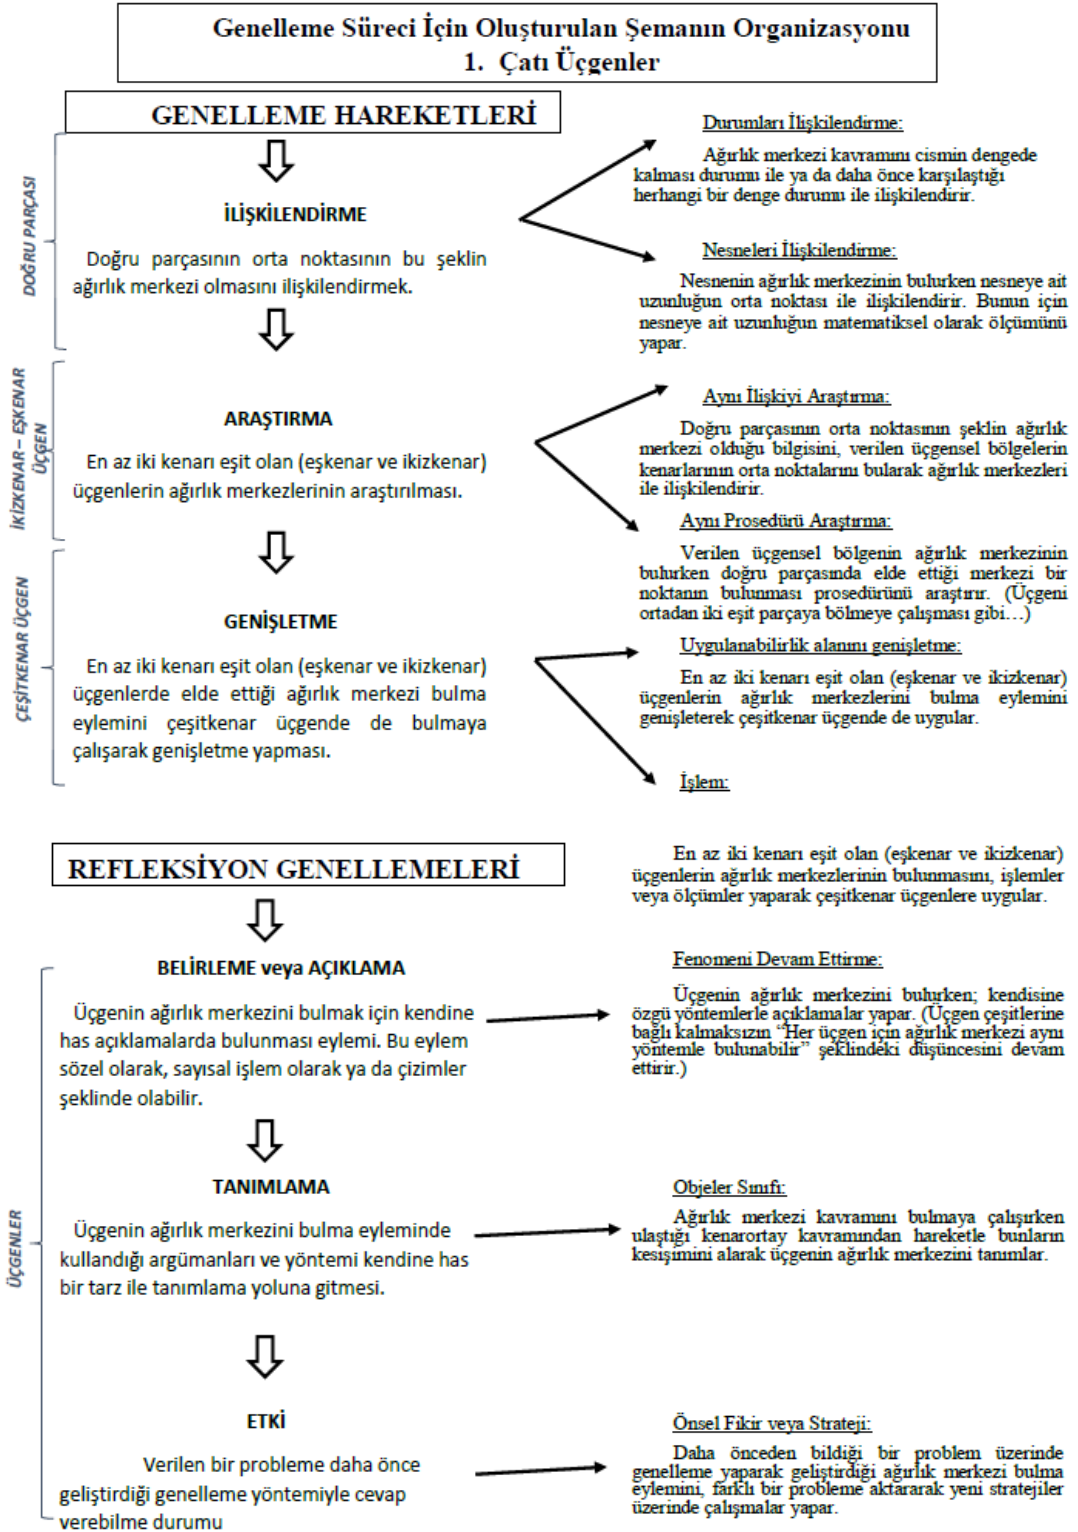 Genelleme Süreci İçin Oluşturulan Şemanın Organizasyonu
1. Çatı Üçgenler
GENELLEME HAREKETLERİ
DOĞRU PARÇASI
İLİŞKİLENDİRME
Doğru parçasının orta noktasının bu şeklin
ağırlık merkezi olmasını ilişkilendirmek.
Durumları İlişkilendirme:
Ağırlık merkezi kavramını cismin dengede
kalması durumu ile ya da daha önce karşılaştığı
herhangi bir denge durumu ile ilişkilendirir.
Nesneleri İlişkilendirme:
Nesnenin ağırlık merkezinin bulurken nesneye ait
uzunluğun orta noktası ile ilişkilendirir. Bunun için
nesneye ait uzunluğun matematiksel olarak ölçümünü
yapar.
İKİZKENAR – EŞKENAR
ÜÇGEN
ARAŞTIRMA
En az iki kenarı eşit olan (eşkenar ve ikizkenar)
üçgenlerin ağırlık merkezlerinin araştırılması.
Aynı İlişkiyi Araştırma:
Doğru parçasının orta noktasının şeklin ağırlık
merkezi olduğu bilgisini, verilen üçgensel bölgelerin
kenarlarının orta noktalarını bularak ağırlık merkezleri
ile ilişkilendirir.
Aynı Prosedürü Araştırma:
Verilen üçgensel bölgenin ağırlık merkezinin
bulurken doğru parçasında elde ettiği merkezi bir
noktanın bulunması prosedürünü araştırır. (Üçgeni
ortadan iki eşit parçaya bölmeye çalışması gibi…)
ÇEŞİTKENAR ÜÇGEN
GENİŞLETME
En az iki kenarı eşit olan (eşkenar ve ikizkenar)
üçgenlerde elde ettiği ağırlık merkezi bulma
eylemini çeşitkenar üçgende de bulmaya
çalışarak genişletme yapması.
Uygulanabilirlik alanını genişletme:
En az iki kenarı eşit olan (eşkenar ve ikizkenar)
üçgenlerin ağırlık merkezlerini bulma eylemini
genişleterek çeşitkenar üçgende de uygular.
İşlem:
En az iki kenarı eşit olan (eşkenar ve ikizkenar)
üçgenlerin ağırlık merkezlerinin bulunmasını, işlemler
veya ölçümler yaparak çeşitkenar üçgenlere uygular.
REFLEKSİYON GENELLEMELERİ
ÜÇGENLER
BELİRLEME veya AÇIKLAMA
Üçgenin ağırlık merkezini bulmak için kendine
has açıklamalarda bulunması eylemi. Bu eylem
sözel olarak, sayısal işlem olarak ya da çizimler
şeklinde olabilir.
Fenomeni Devam Ettirme:
Üçgenin ağırlık merkezini bulurken; kendisine
özgü yöntemlerle açıklamalar yapar. (Üçgen çeşitlerine
bağlı kalmaksızın “Her üçgen için ağırlık merkezi aynı
yöntemle bulunabilir” şeklindeki düşüncesini devam
ettirir.)
TANIMLAMA
Üçgenin ağırlık merkezini bulma eyleminde
kullandığı argümanları ve yöntemi kendine has
bir tarz ile tanımlama yoluna gitmesi.
Objeler Sınıfı:
Ağırlık merkezi kavramını bulmaya çalışırken
ulaştığı kenarortay kavramından hareketle bunların
kesişimini alarak üçgenin ağırlık merkezini tanımlar.
ETKİ
Verilen bir probleme daha önce
geliştirdiği genelleme yöntemiyle cevap
verebilme durumu
Önsel Fikir veya Strateji:
Daha önceden bildiği bir problem üzerinde
genelleme yaparak geliştirdiği ağırlık merkezi bulma
eylemini, farklı bir probleme aktararak yeni stratejiler
üzerinde çalışmalar yapar.